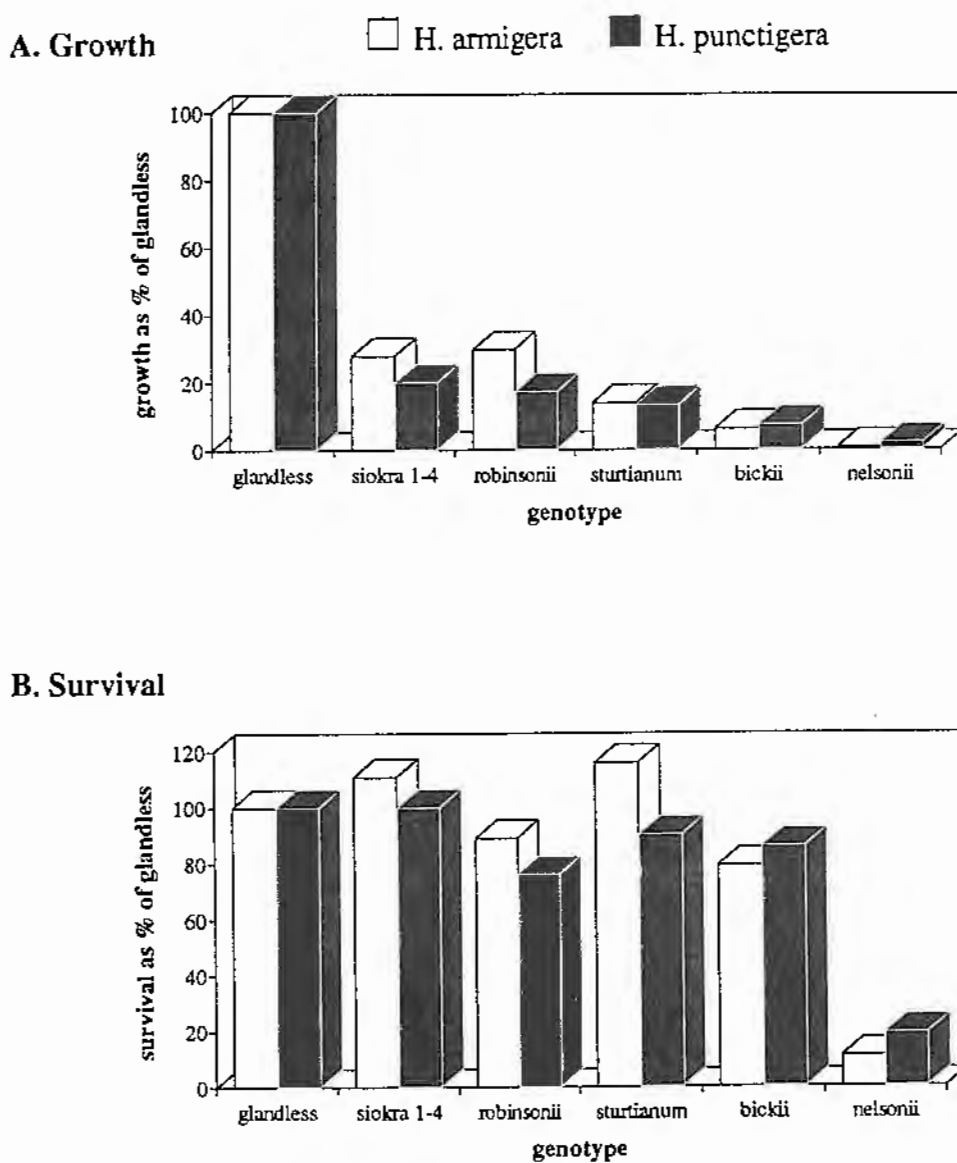 A. Growth
H. armigera H. punctigera
growth as % of glandless
100
80
60
40
20
0
glandless siokra 1-4 robinsonii sturtianum bickii nelsonii
genotype
B. Survival
survival as % of glandless
120
100
80
60
40
20
0
glandless siokra 1-4 robinsonii sturtianum bickii nelsonii
genotype